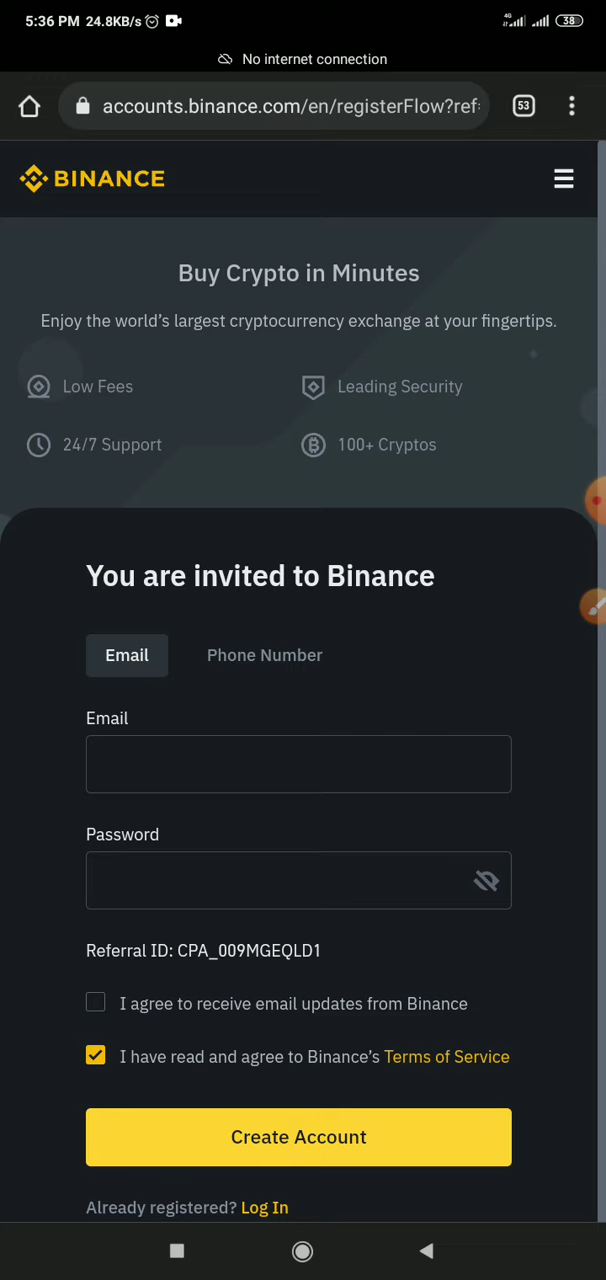 5:36 PM 24.8KB/s 4G 38
No internet connection
accounts.binance.com/en/registerFlow?ref= 53
BINANCE
Buy Crypto in Minutes
Enjoy the world’s largest cryptocurrency exchange at your fingertips.
Low Fees Leading Security
24/7 Support 100+ Cryptos
You are invited to Binance
Email Phone Number
Email
Password
Referral ID: CPA_009MGEQLD1
I agree to receive email updates from Binance
I have read and agree to Binance’s Terms of Service
Create Account
Already registered? Log In